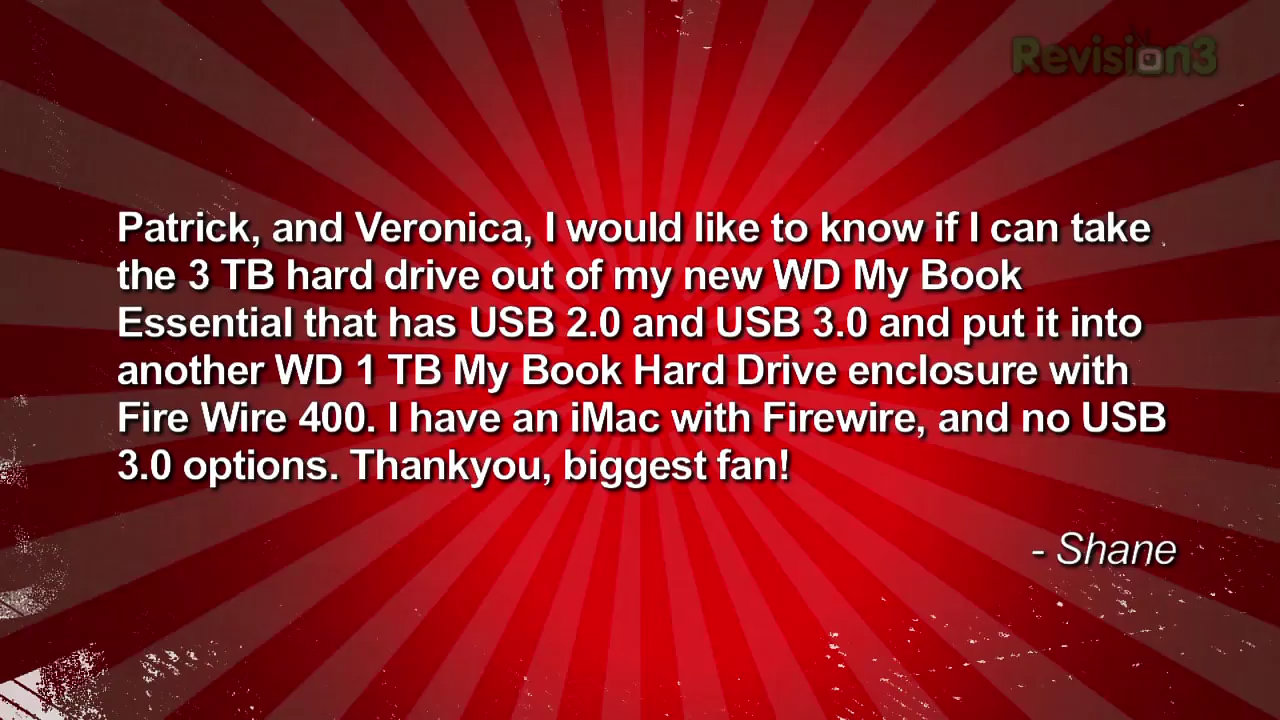 Revision3
Patrick, and Veronica, I would like to know if I can take
the 3 TB hard drive out of my new WD My Book
Essential that has USB 2.0 and USB 3.0 and put it into
another WD 1 TB My Book Hard Drive enclosure with
Fire Wire 400. I have an iMac with Firewire, and no USB
3.0 options. Thankyou, biggest fan!
- Shane